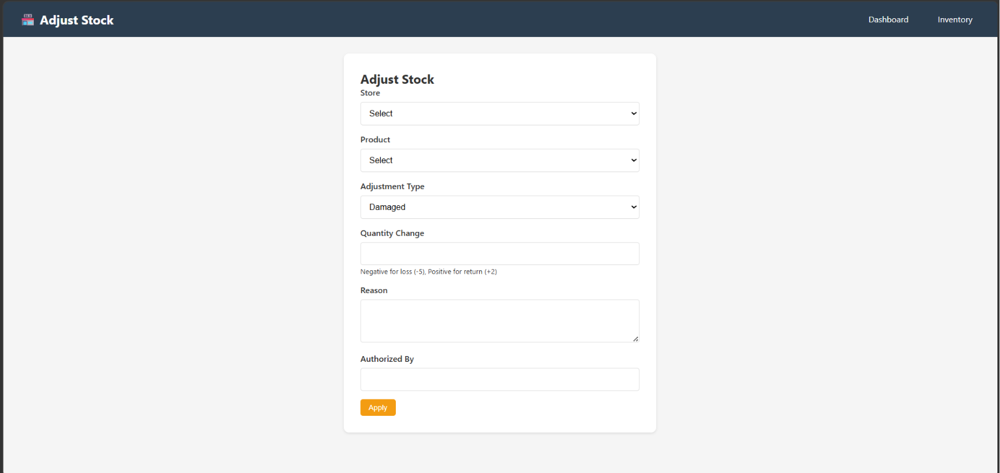 Adjust Stock
Dashboard
Inventory
Adjust Stock
Store
Select
Product
Select
Adjustment Type
Damaged
Quantity Change
Negative for loss (-5), Positive for return (+2)
Reason
Authorized By
Apply